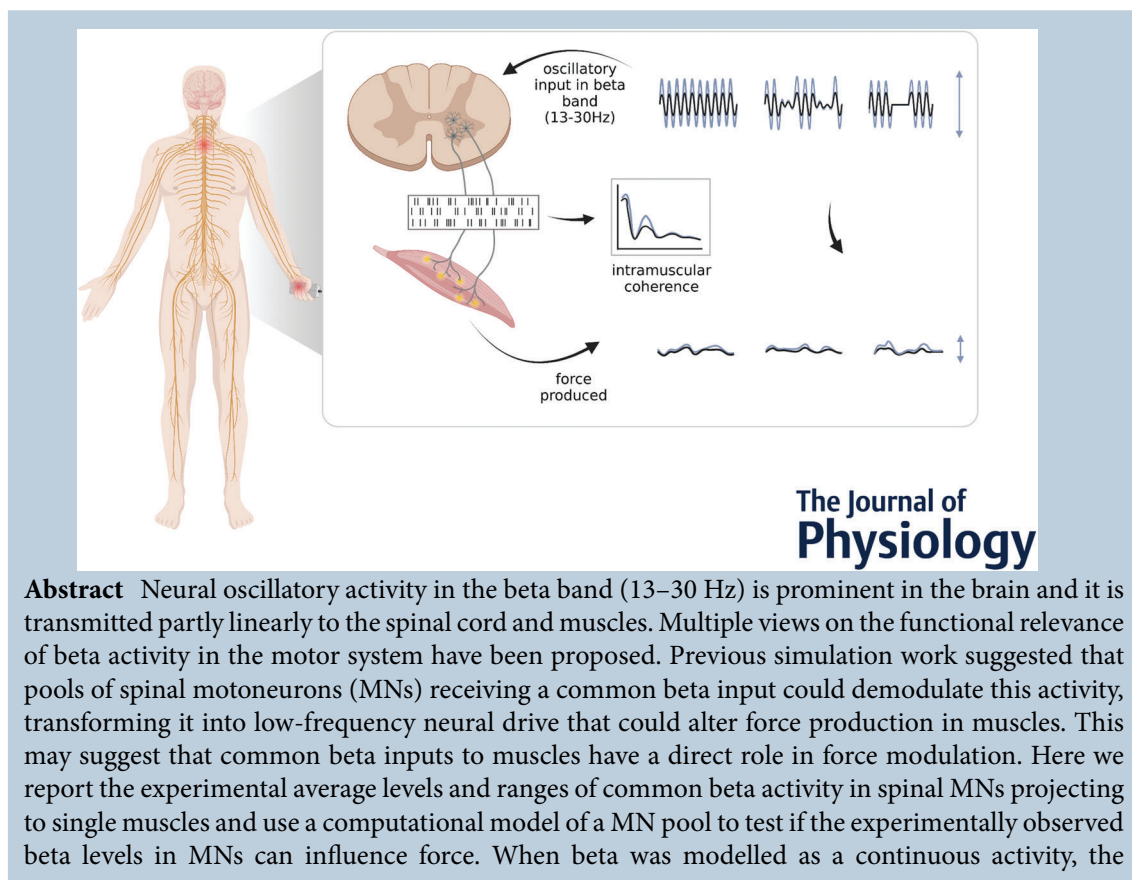 oscillatory
input in beta
band
(13-30Hz)
intramuscular
coherence
force
produced
The Journal of
Physiology
Abstract Neural oscillatory activity in the beta band (13–30 Hz) is prominent in the brain and it is
transmitted partly linearly to the spinal cord and muscles. Multiple views on the functional relevance
of beta activity in the motor system have been proposed. Previous simulation work suggested that
pools of spinal motoneurons (MNs) receiving a common beta input could demodulate this activity,
transforming it into low-frequency neural drive that could alter force production in muscles. This
may suggest that common beta inputs to muscles have a direct role in force modulation. Here we
report the experimental average levels and ranges of common beta activity in spinal MNs projecting
to single muscles and use a computational model of a MN pool to test if the experimentally observed
beta levels in MNs can influence force. When beta was modelled as a continuous activity, the